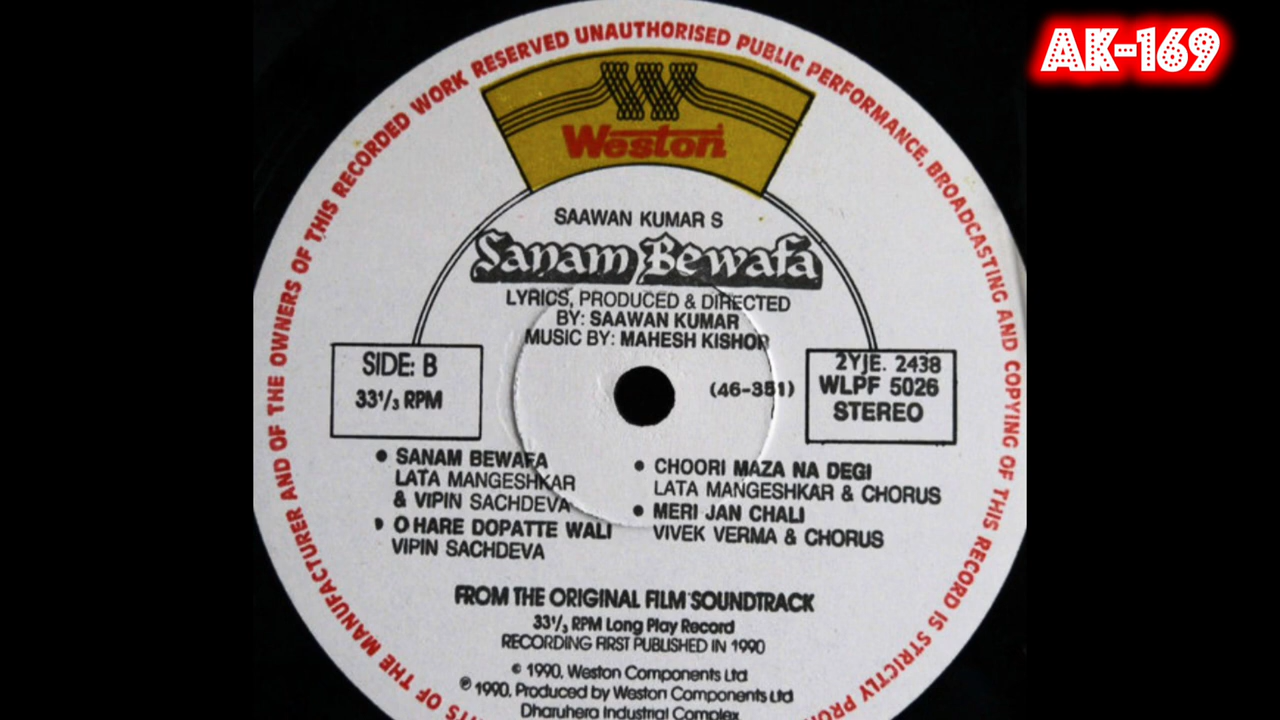 AK-169
RIGHTS OF THE MANUFACTURER AND OF THE OWNERS OF THIS RECORDED WORK RESERVED UNAUTHORISED PUBLIC PERFORMANCE, BROADCASTING AND COPYING OF THIS RECORD IS STRICTLY
Weston
SAAWAN KUMAR S
Sanam Bewafa
LYRICS, PRODUCED & DIRECTED
BY: SAAWAN KUMAR
MUSIC BY: MAHESH KISHOR
SIDE: B
33 1/3 RPM
(46-351)
2YJE. 2438
WLPF 5026
STEREO
• SANAM BEWAFA
LATA MANGESHKAR
& VIPIN SACHDEVA
• O HARE DOPATTE WALI
VIPIN SACHDEVA
• CHOORI MAZA NA DEGI
LATA MANGESHKAR & CHORUS
• MERI JAN CHALI
VIVEK VERMA & CHORUS
FROM THE ORIGINAL FILM SOUNDTRACK
33 1/3 RPM Long Play Record
RECORDING FIRST PUBLISHED IN 1990
© 1990, Weston Components Ltd
℗ 1990, Produced by Weston Components Ltd
Dharuhera Industrial Complex